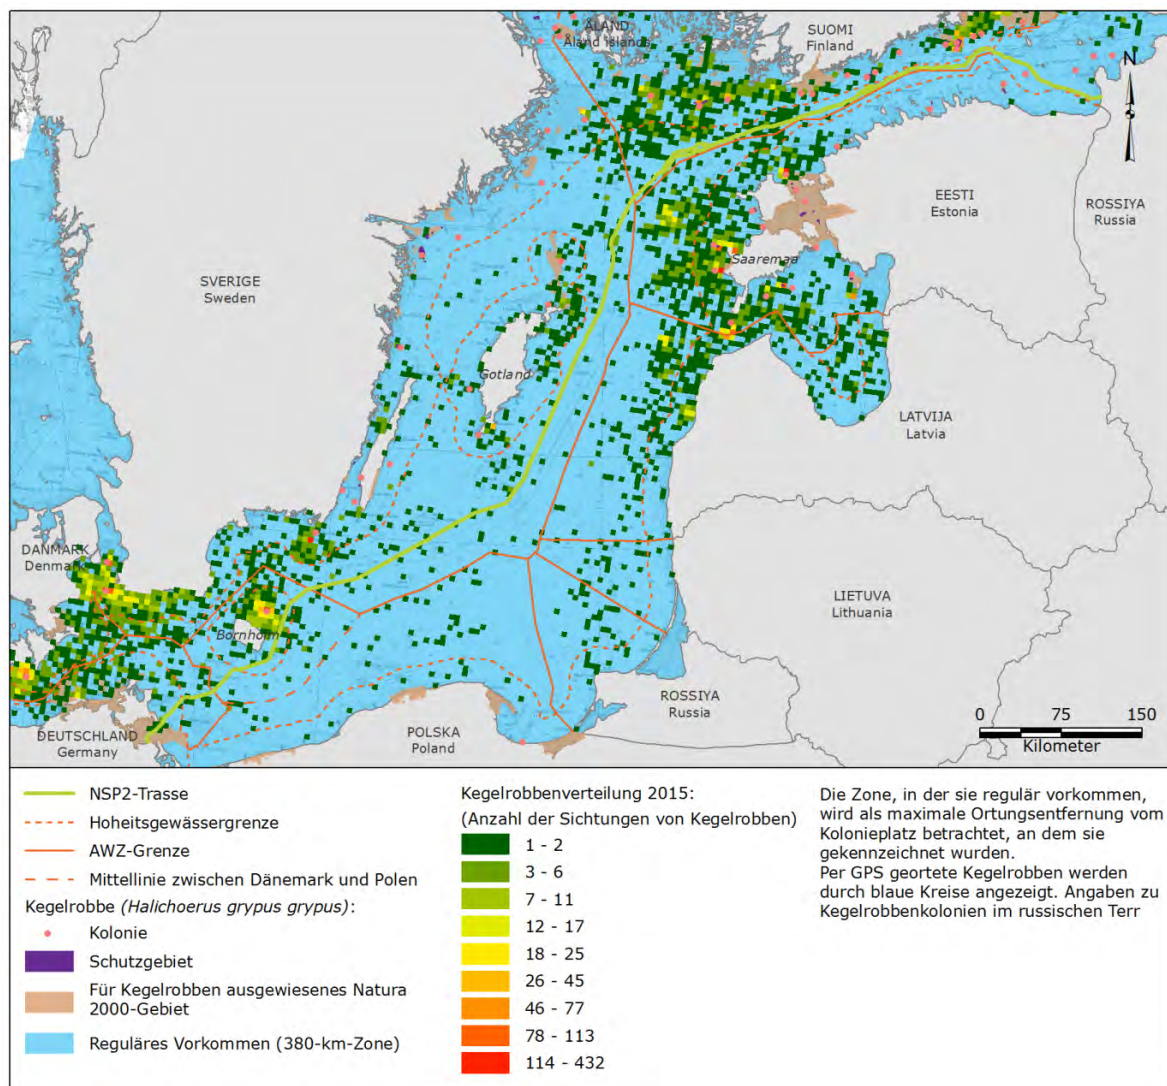 ÅLAND
Åland islands
SUOMI
Finland
N
EESTI
Estonia
ROSSIYA
Russia
SVERIGE
Sweden
Saaremaa
Gotland
LATVIJA
Latvia
DANMARK
Denmark
LIETUVA
Lithuania
Bornholm
ROSSIYA
Russia
DEUTSCHLAND
Germany
POLSKA
Poland
0 75 150
Kilometer
NSP2-Trasse
Hoheitsgewässergrenze
AWZ-Grenze
Mittellinie zwischen Dänemark und Polen
Kegelrobbe (Halichoerus grypus grypus):
Kolonie
Schutzgebiet
Für Kegelrobben ausgewiesenes Natura
2000-Gebiet
Reguläres Vorkommen (380-km-Zone)
Kegelrobbenverteilung 2015:
(Anzahl der Sichtungen von Kegelrobben)
1 - 2
3 - 6
7 - 11
12 - 17
18 - 25
26 - 45
46 - 77
78 - 113
114 - 432
Die Zone, in der sie regulär vorkommen,
wird als maximale Ortungsentfernung vom
Kolonieplatz betrachtet, an dem sie
gekennzeichnet wurden.
Per GPS geortete Kegelrobben werden
durch blaue Kreise angezeigt. Angaben zu
Kegelrobbenkolonien im russischen Terr